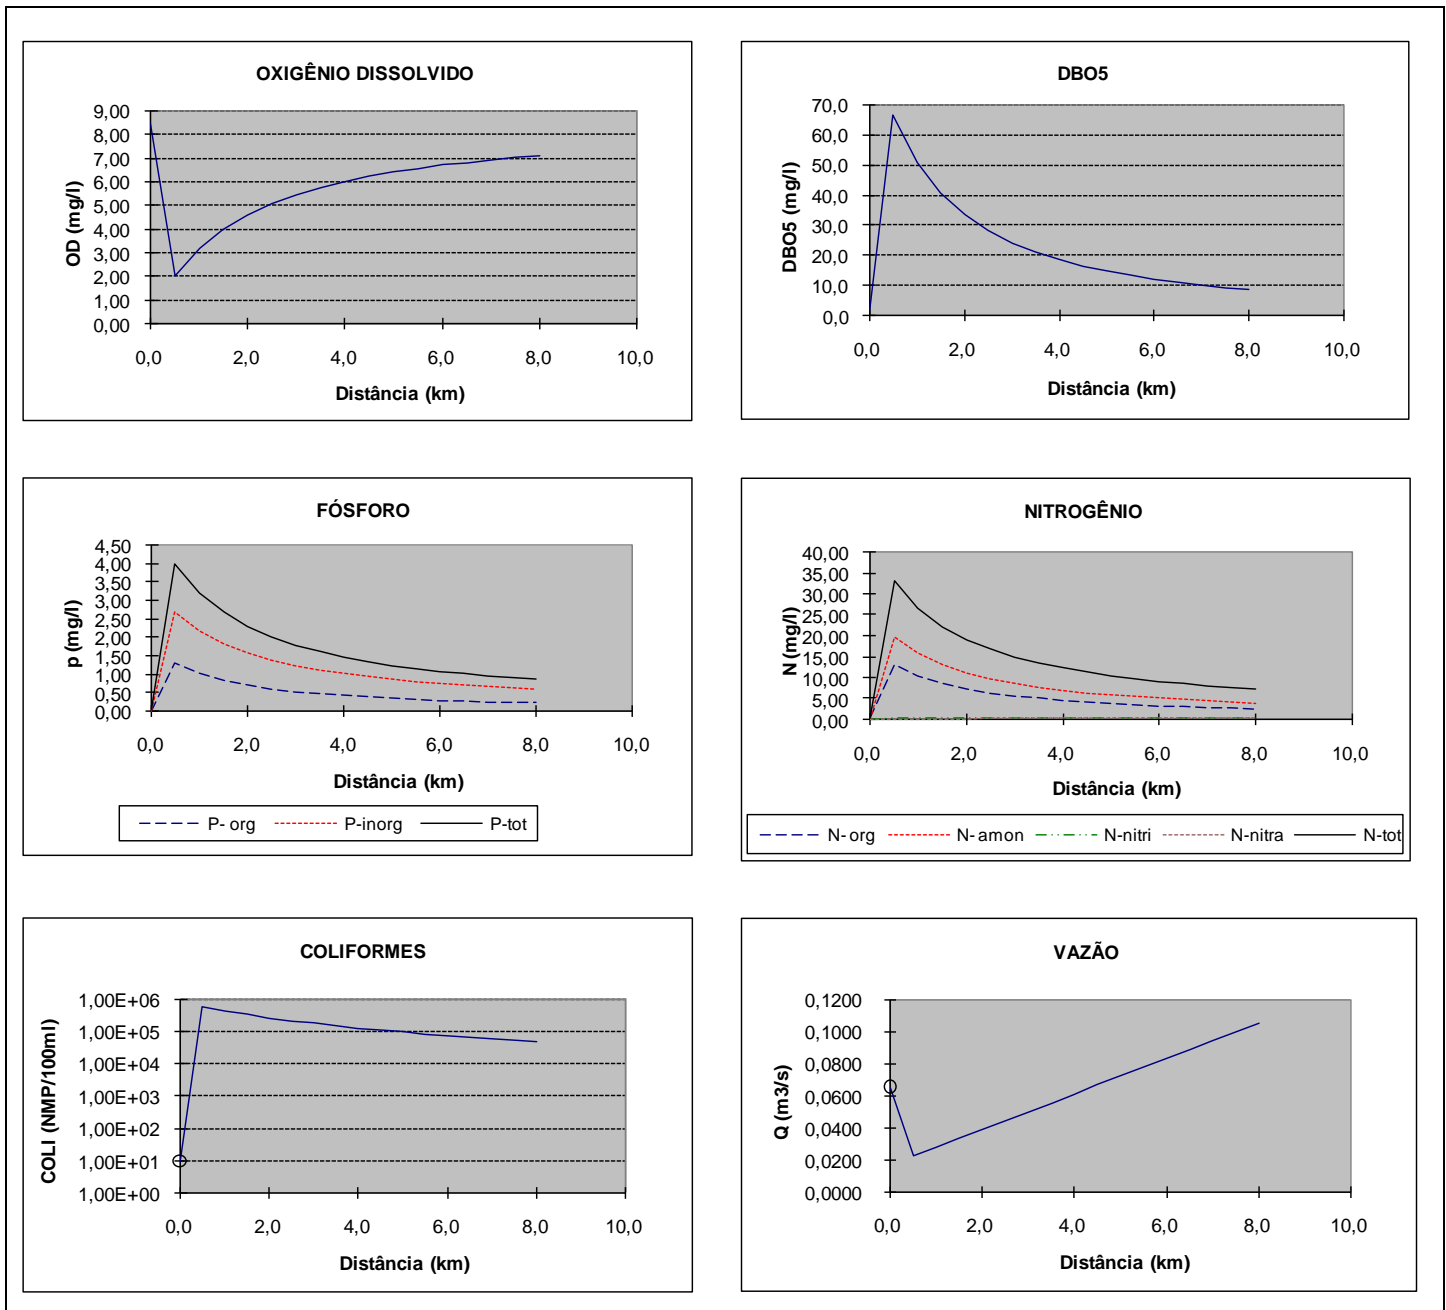 OXIGÊNIO DISSOLVIDO
9,00
8,00
7,00
6,00
5,00
4,00
3,00
2,00
1,00
0,00
OD (mg/l)
0,0 2,0 4,0 6,0 8,0 10,0
Distância (km)
DBO5
70,0
60,0
50,0
40,0
30,0
20,0
10,0
0,0
DBO5 (mg/l)
0,0 2,0 4,0 6,0 8,0 10,0
Distância (km)
FÓSFORO
4,50
4,00
3,50
3,00
2,50
2,00
1,50
1,00
0,50
0,00
p (mg/l)
0,0 2,0 4,0 6,0 8,0 10,0
Distância (km)
P- org P-inorg P-tot
NITROGÊNIO
40,00
35,00
30,00
25,00
20,00
15,00
10,00
5,00
0,00
N (mg/l)
0,0 2,0 4,0 6,0 8,0 10,0
Distância (km)
N- org N- amon N-nitri N-nitra N-tot
COLIFORMES
1,00E+06
1,00E+05
1,00E+04
1,00E+03
1,00E+02
1,00E+01
1,00E+00
COLI (NMP/100ml)
0,0 2,0 4,0 6,0 8,0 10,0
Distância (km)
VAZÃO
0,1200
0,1000
0,0800
0,0600
0,0400
0,0200
0,0000
Q (m3/s)
0,0 2,0 4,0 6,0 8,0 10,0
Distância (km)